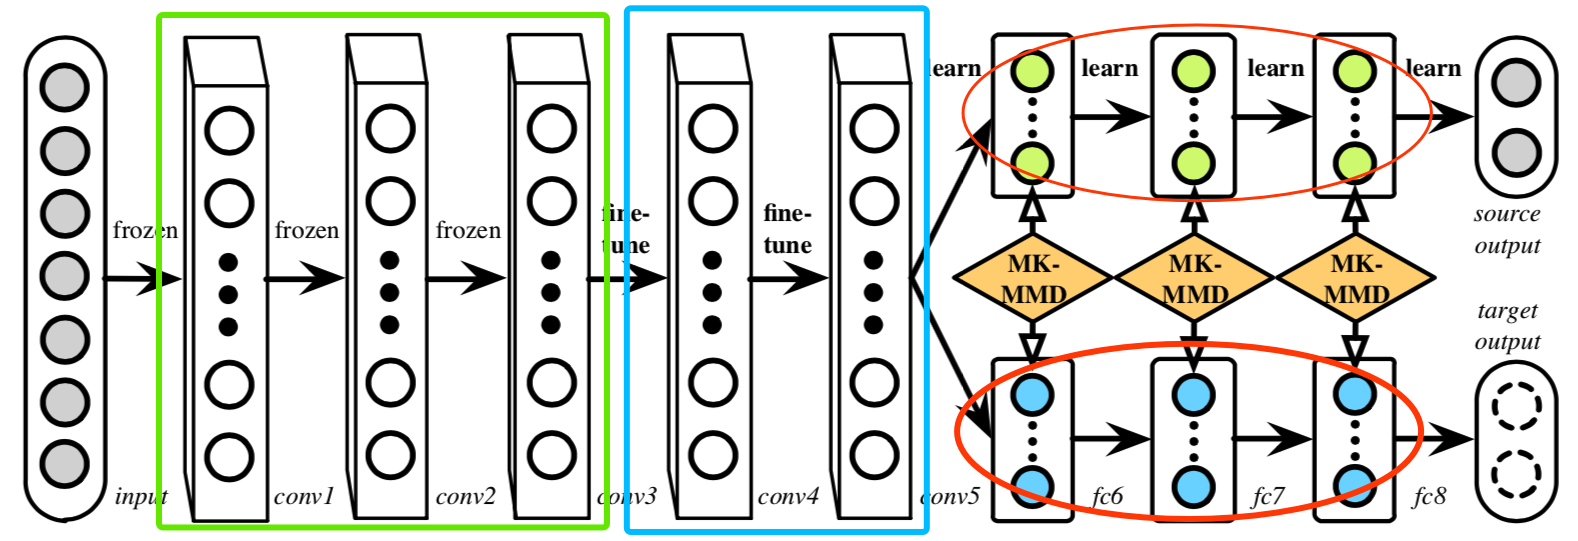 frozen
frozen
frozen
fine-
tune
fine-
tune
learn
learn
learn
learn
MK-
MMD
MK-
MMD
MK-
MMD
source
output
target
output
input
conv1
conv2
conv3
conv4
conv5
fc6
fc7
fc8